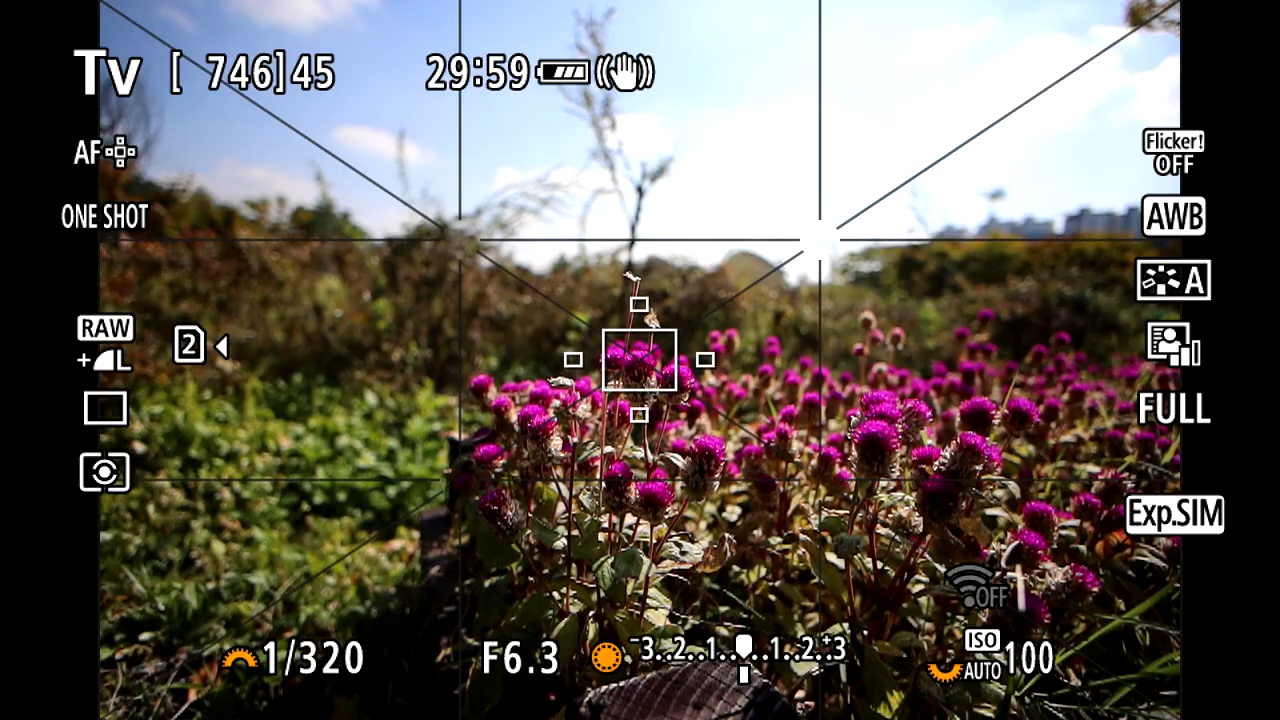 Tv [ 746]45 29:59
AF
Flicker!
OFF
ONE SHOT
AWB
A
RAW
+L
2
FULL
Exp.SIM
OFF
1/320 F6.3 -3..2..1.. ..1..2..+3 ISO AUTO 100